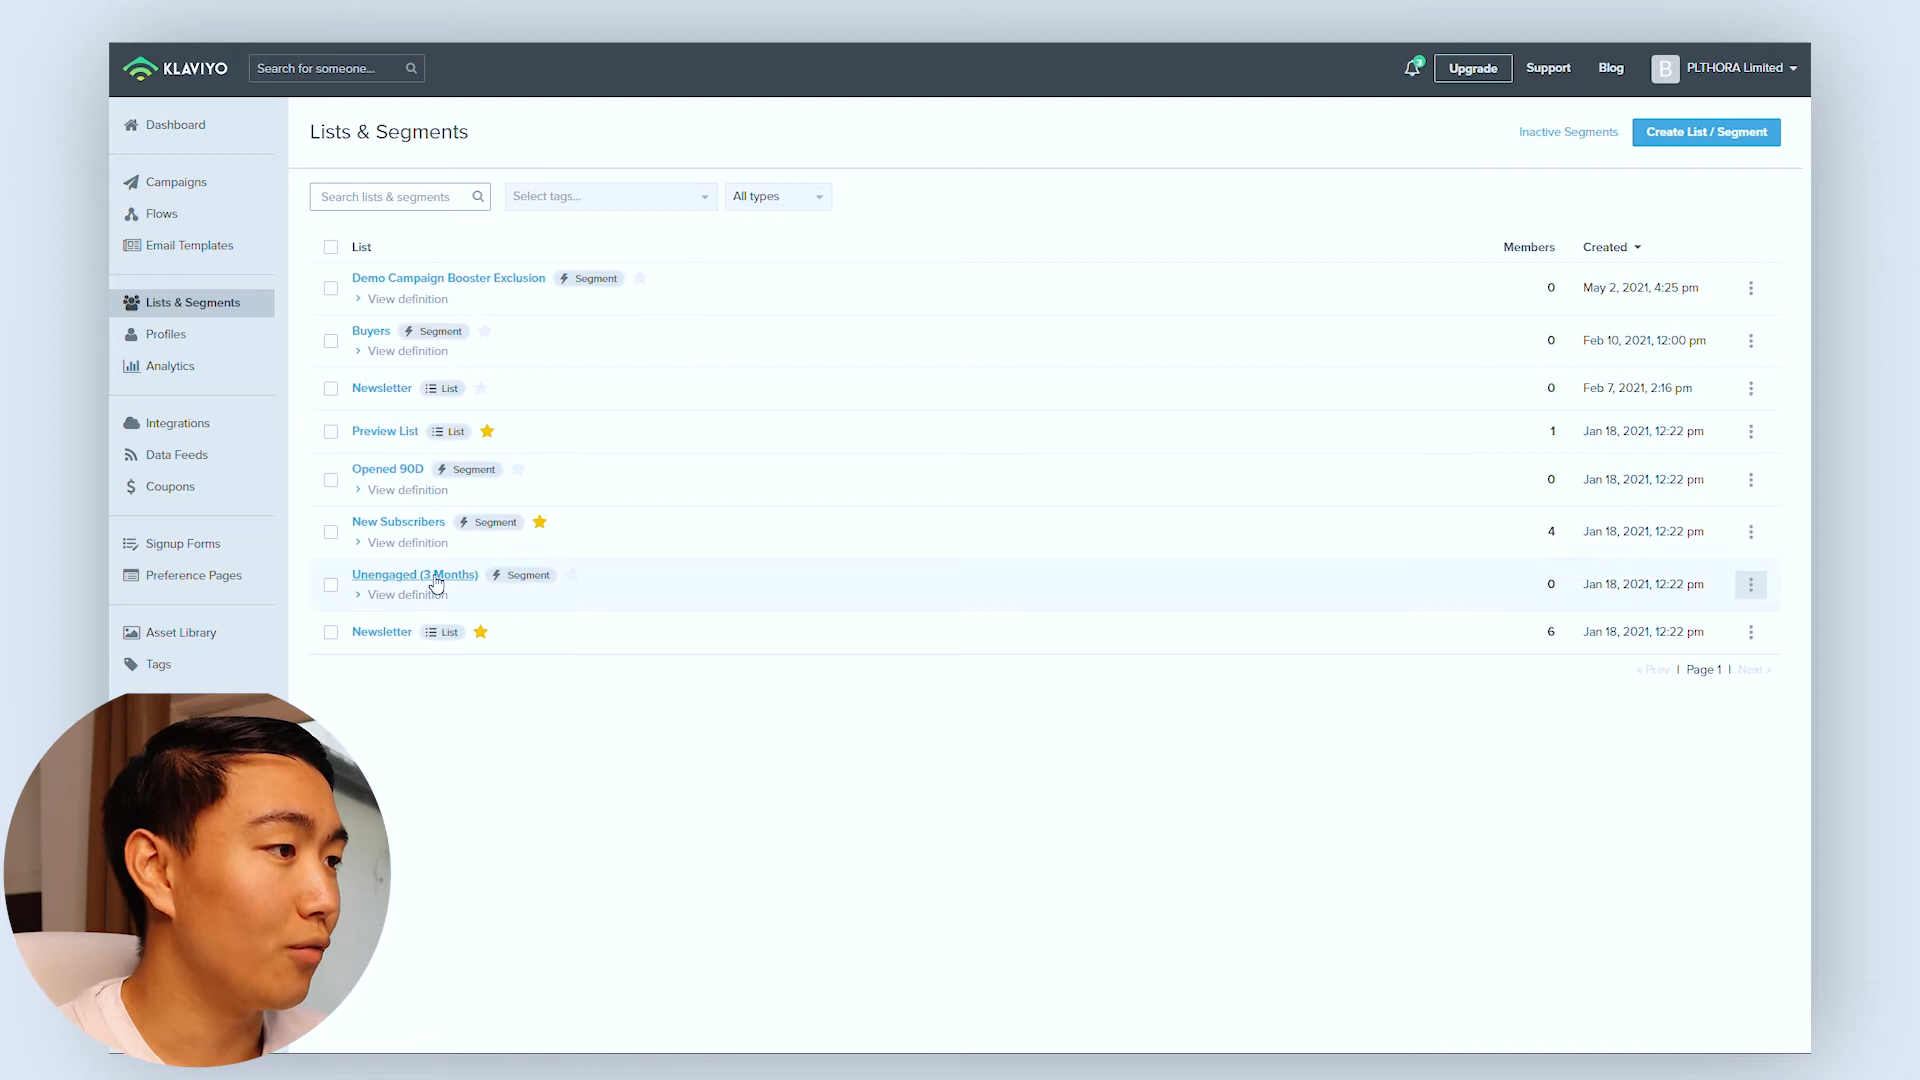 KLAVIYO
Search for someone...
3
Upgrade
Support
Blog
B
PLTHORA Limited
Dashboard
Campaigns
Flows
Email Templates
Lists & Segments
Profiles
Analytics
Integrations
Data Feeds
Coupons
Signup Forms
Preference Pages
Asset Library
Tags
Lists & Segments
Inactive Segments
Create List / Segment
Search lists & segments
Select tags...
All types
List
Members
Created
Demo Campaign Booster Exclusion Segment
View definition
0
May 2, 2021, 4:25 pm
Buyers Segment
View definition
0
Feb 10, 2021, 12:00 pm
Newsletter List
0
Feb 7, 2021, 2:16 pm
Preview List List
1
Jan 18, 2021, 12:22 pm
Opened 90D Segment
View definition
0
Jan 18, 2021, 12:22 pm
New Subscribers Segment
View definition
4
Jan 18, 2021, 12:22 pm
Unengaged (3 Months) Segment
View definition
0
Jan 18, 2021, 12:22 pm
Newsletter List
6
Jan 18, 2021, 12:22 pm
« Prev | Page 1 | Next »